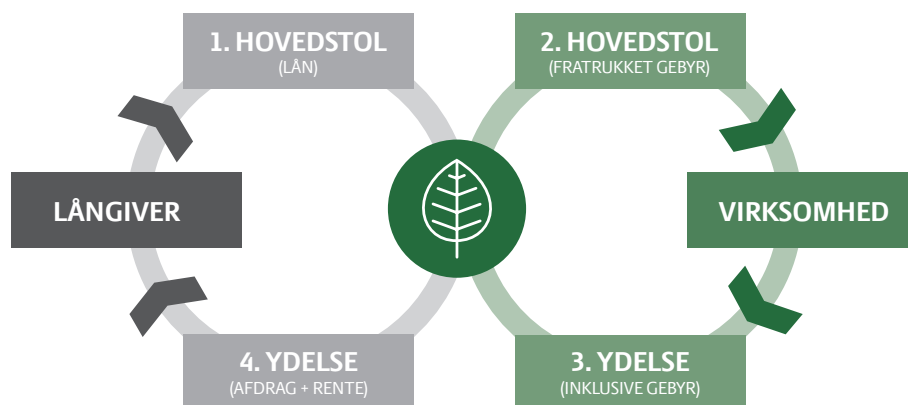 1. HOVEDSTOL
(LÅN)
2. HOVEDSTOL
(FRATRUKKET GEBYR)
LÅNGIVER
VIRKSOMHED
4. YDELSE
(AFDRAG + RENTE)
3. YDELSE
(INKLUSIVE GEBYR)